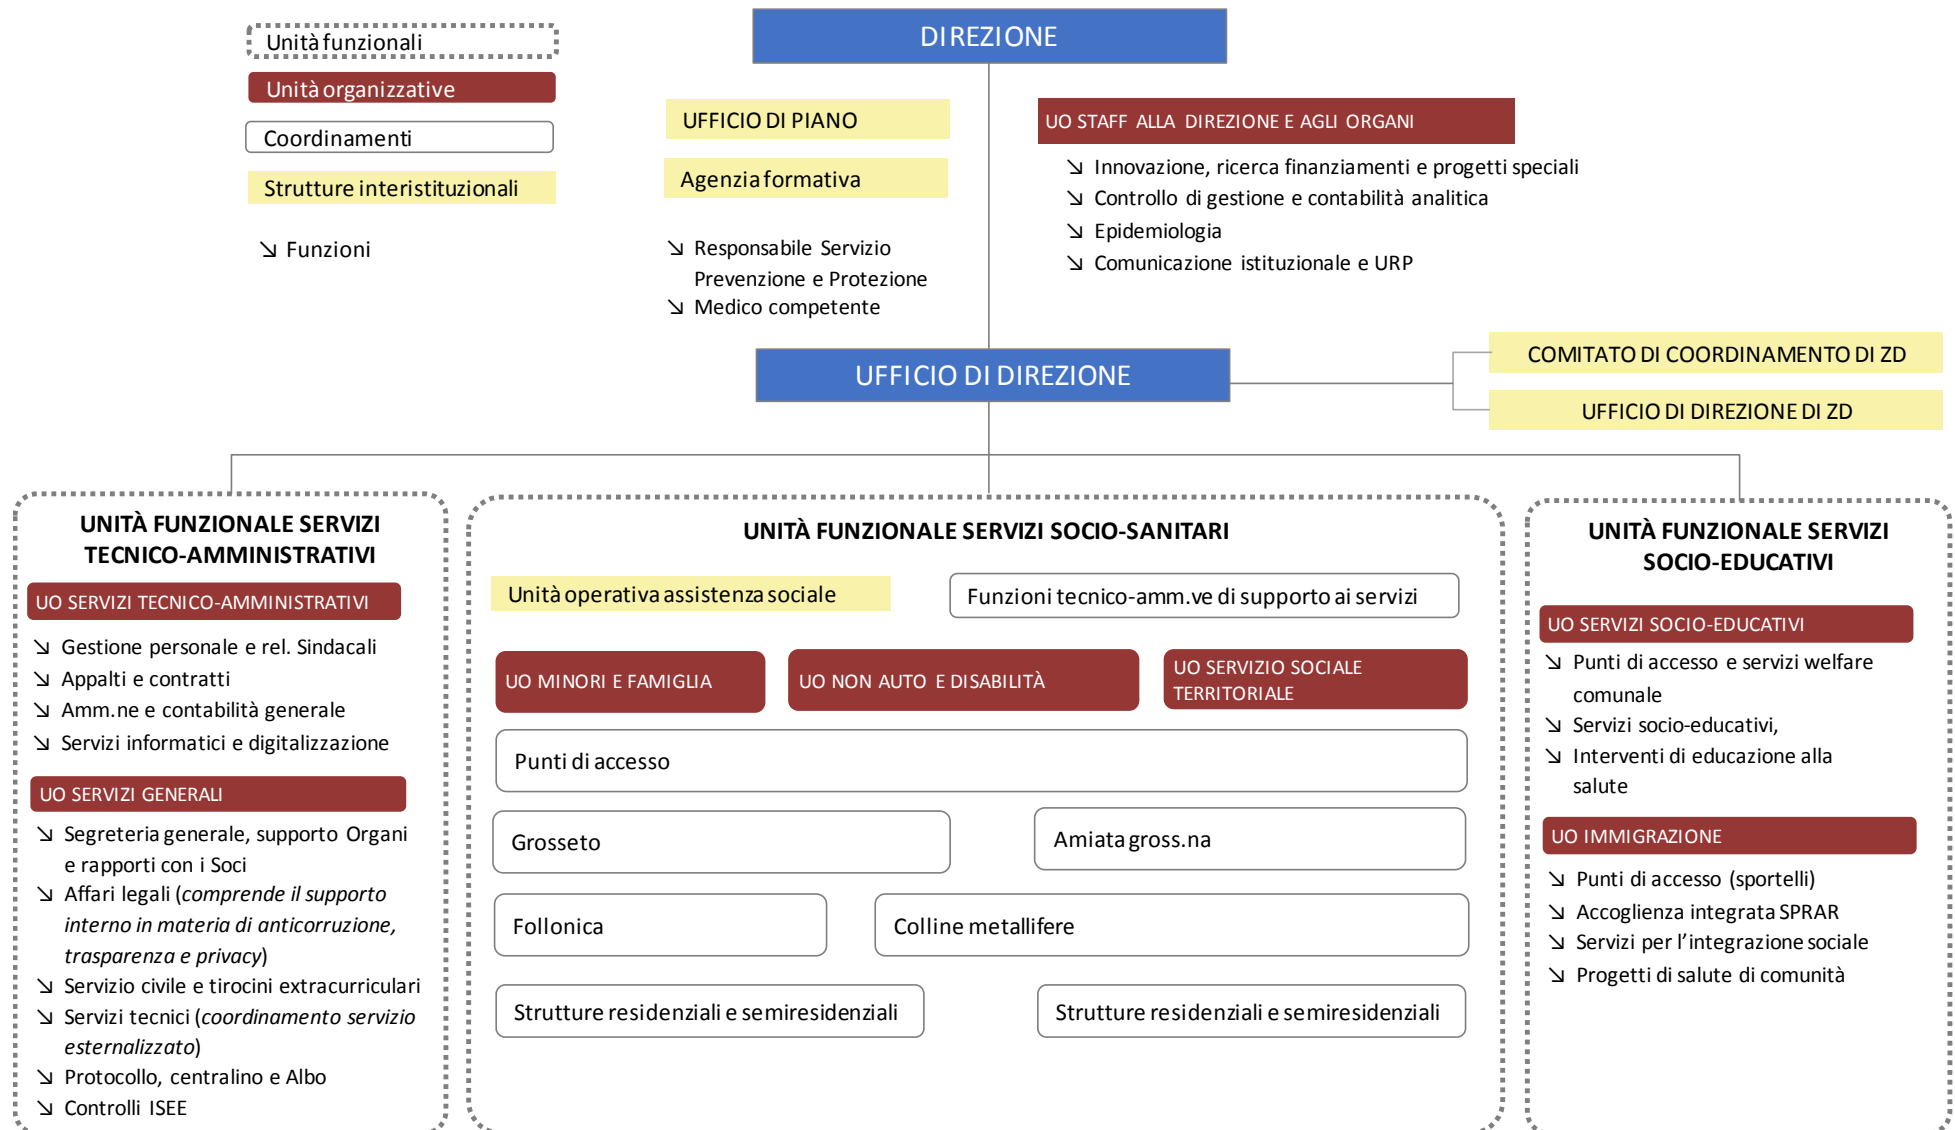 DIREZIONE
Unità funzionali
Unità organizzative
Coordinamenti
Strutture interistituzionali
↘ Funzioni
UFFICIO DI PIANO
Agenzia formativa
↘ Responsabile Servizio
Prevenzione e Protezione
↘ Medico competente
UO STAFF ALLA DIREZIONE E AGLI ORGANI
↘ Innovazione, ricerca finanziamenti e progetti speciali
↘ Controllo di gestione e contabilità analitica
↘ Epidemiologia
↘ Comunicazione istituzionale e URP
UFFICIO DI DIREZIONE
COMITATO DI COORDINAMENTO DI ZD
UFFICIO DI DIREZIONE DI ZD
UNITÀ FUNZIONALE SERVIZI
TECNICO-AMMINISTRATIVI
UO SERVIZI TECNICO-AMMINISTRATIVI
↘ Gestione personale e rel. Sindacali
↘ Appalti e contratti
↘ Amm.ne e contabilità generale
↘ Servizi informatici e digitalizzazione
UO SERVIZI GENERALI
↘ Segreteria generale, supporto Organi
e rapporti con i Soci
↘ Affari legali (comprende il supporto
interno in materia di anticorruzione,
trasparenza e privacy)
↘ Servizio civile e tirocini extracurriculari
↘ Servizi tecnici (coordinamento servizio
esternalizzato)
↘ Protocollo, centralino e Albo
↘ Controlli ISEE
UNITÀ FUNZIONALE SERVIZI SOCIO-SANITARI
Unità operativa assistenza sociale
Funzioni tecnico-amm.ve di supporto ai servizi
UO MINORI E FAMIGLIA
UO NON AUTO E DISABILITÀ
UO SERVIZIO SOCIALE
TERRITORIALE
Punti di accesso
Grosseto
Amiata gross.na
Follonica
Colline metallifere
Strutture residenziali e semiresidenziali
Strutture residenziali e semiresidenziali
UNITÀ FUNZIONALE SERVIZI
SOCIO-EDUCATIVI
UO SERVIZI SOCIO-EDUCATIVI
↘ Punti di accesso e servizi welfare
comunale
↘ Servizi socio-educativi,
↘ Interventi di educazione alla
salute
UO IMMIGRAZIONE
↘ Punti di accesso (sportelli)
↘ Accoglienza integrata SPRAR
↘ Servizi per l'integrazione sociale
↘ Progetti di salute di comunità